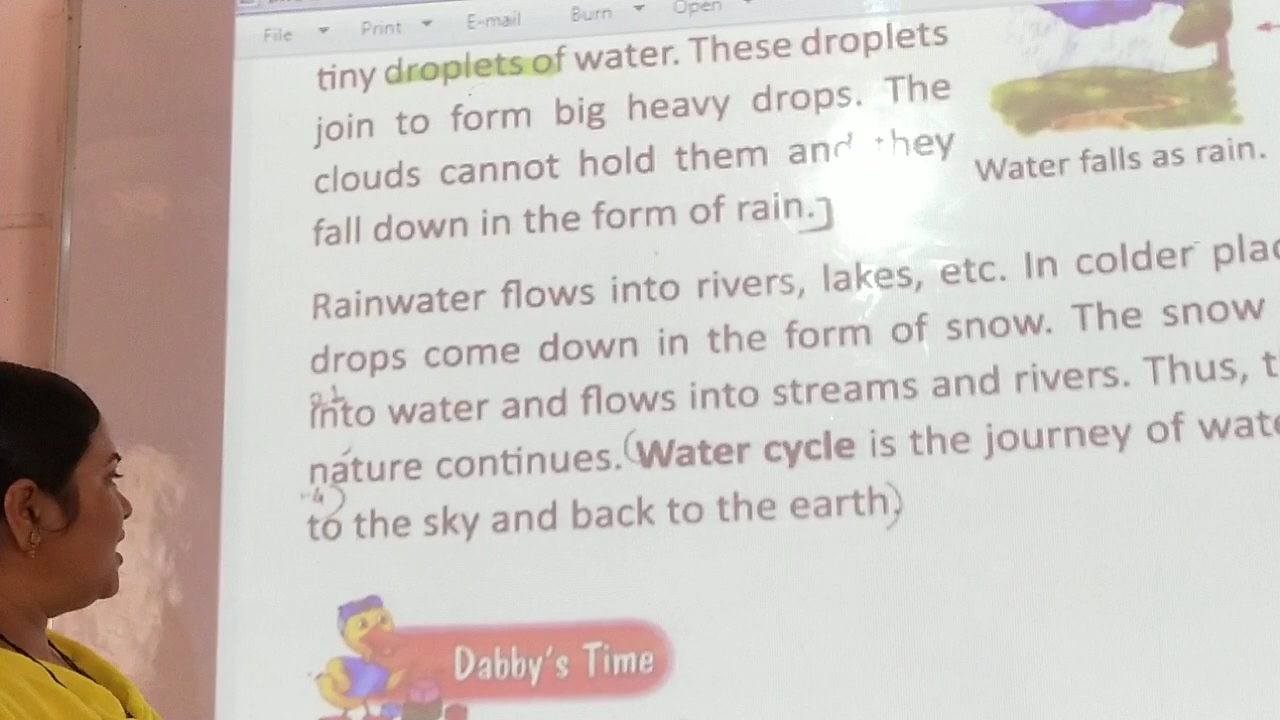 File Print E-mail Burn Open
tiny droplets of water. These droplets
join to form big heavy drops. The
clouds cannot hold them and they
fall down in the form of rain.
Water falls as rain.
Rainwater flows into rivers, lakes, etc. In colder
drops come down in the form of snow. The snow
into water and flows into streams and rivers. Thus,
nature continues. (Water cycle is the journey of
to the sky and back to the earth)
Dabby's Time